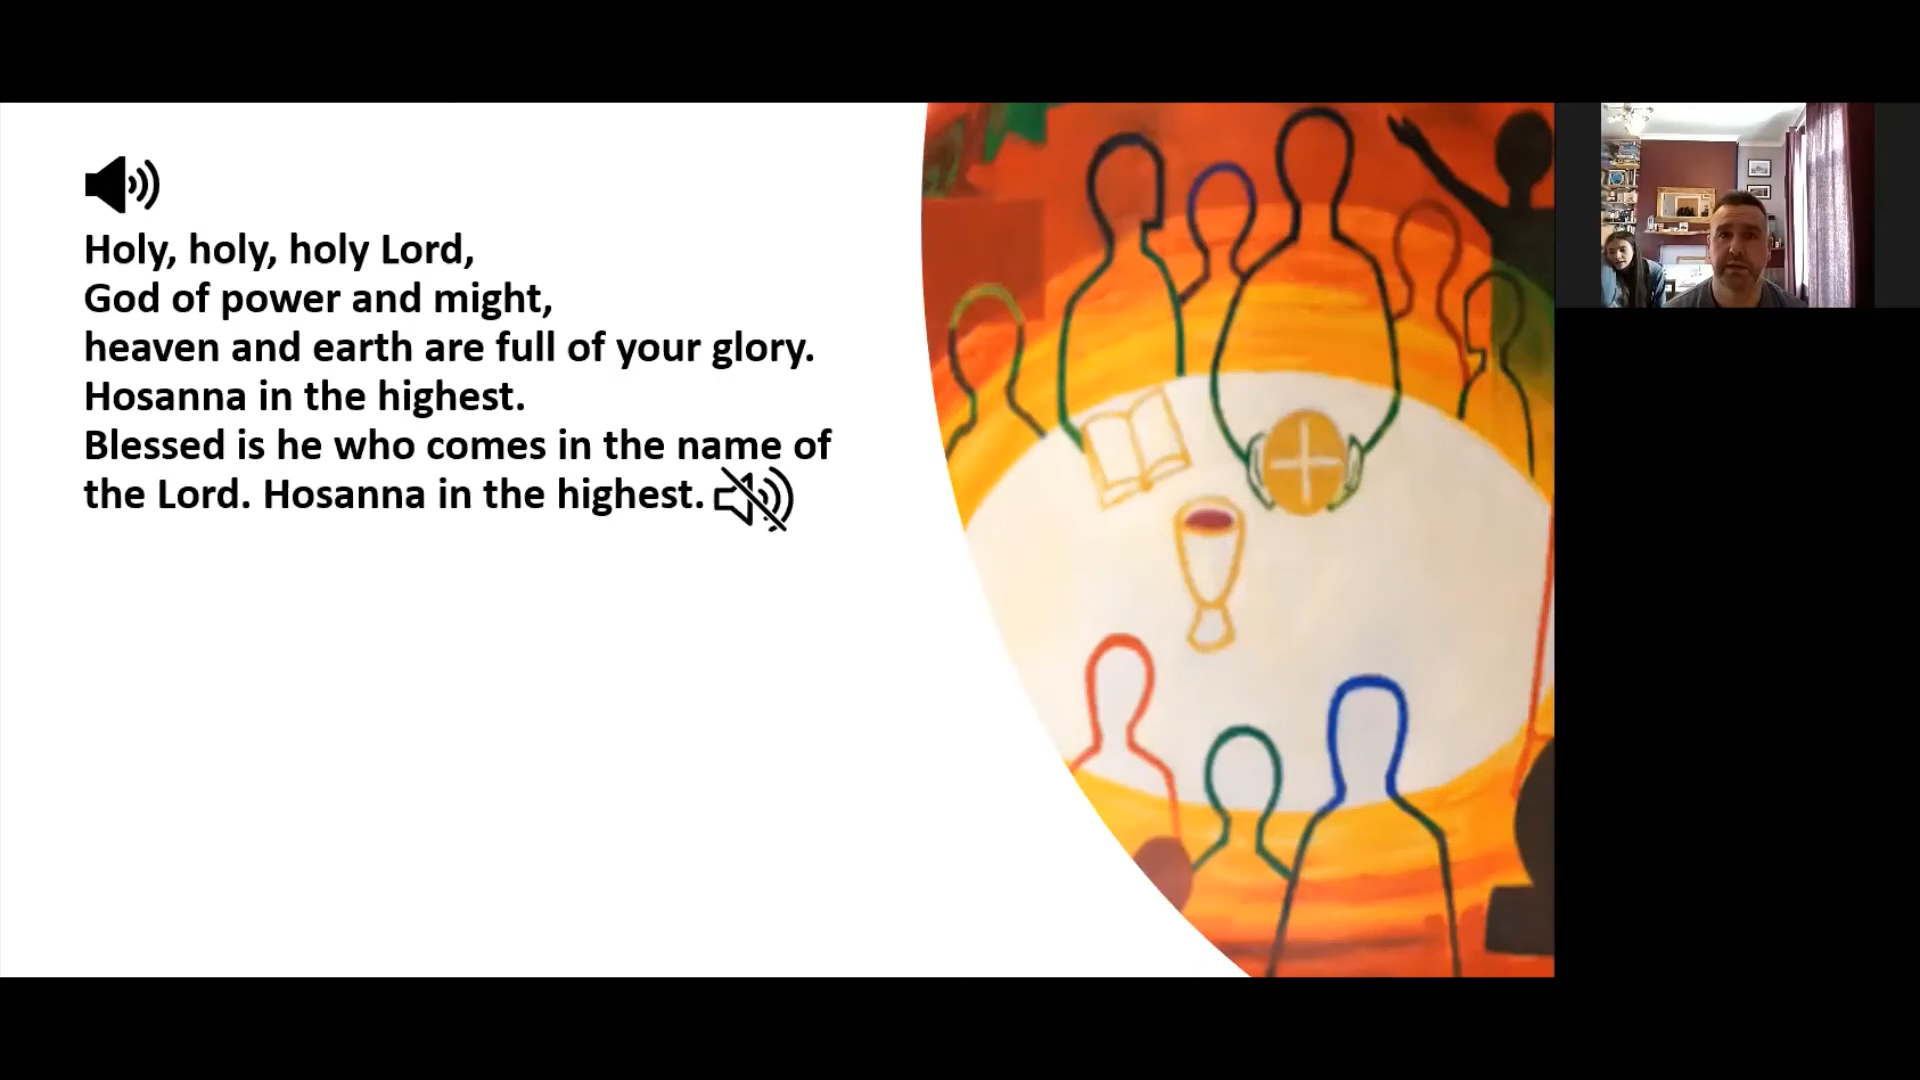 Holy, holy, holy Lord,
God of power and might,
heaven and earth are full of your glory.
Hosanna in the highest.
Blessed is he who comes in the name of
the Lord. Hosanna in the highest.